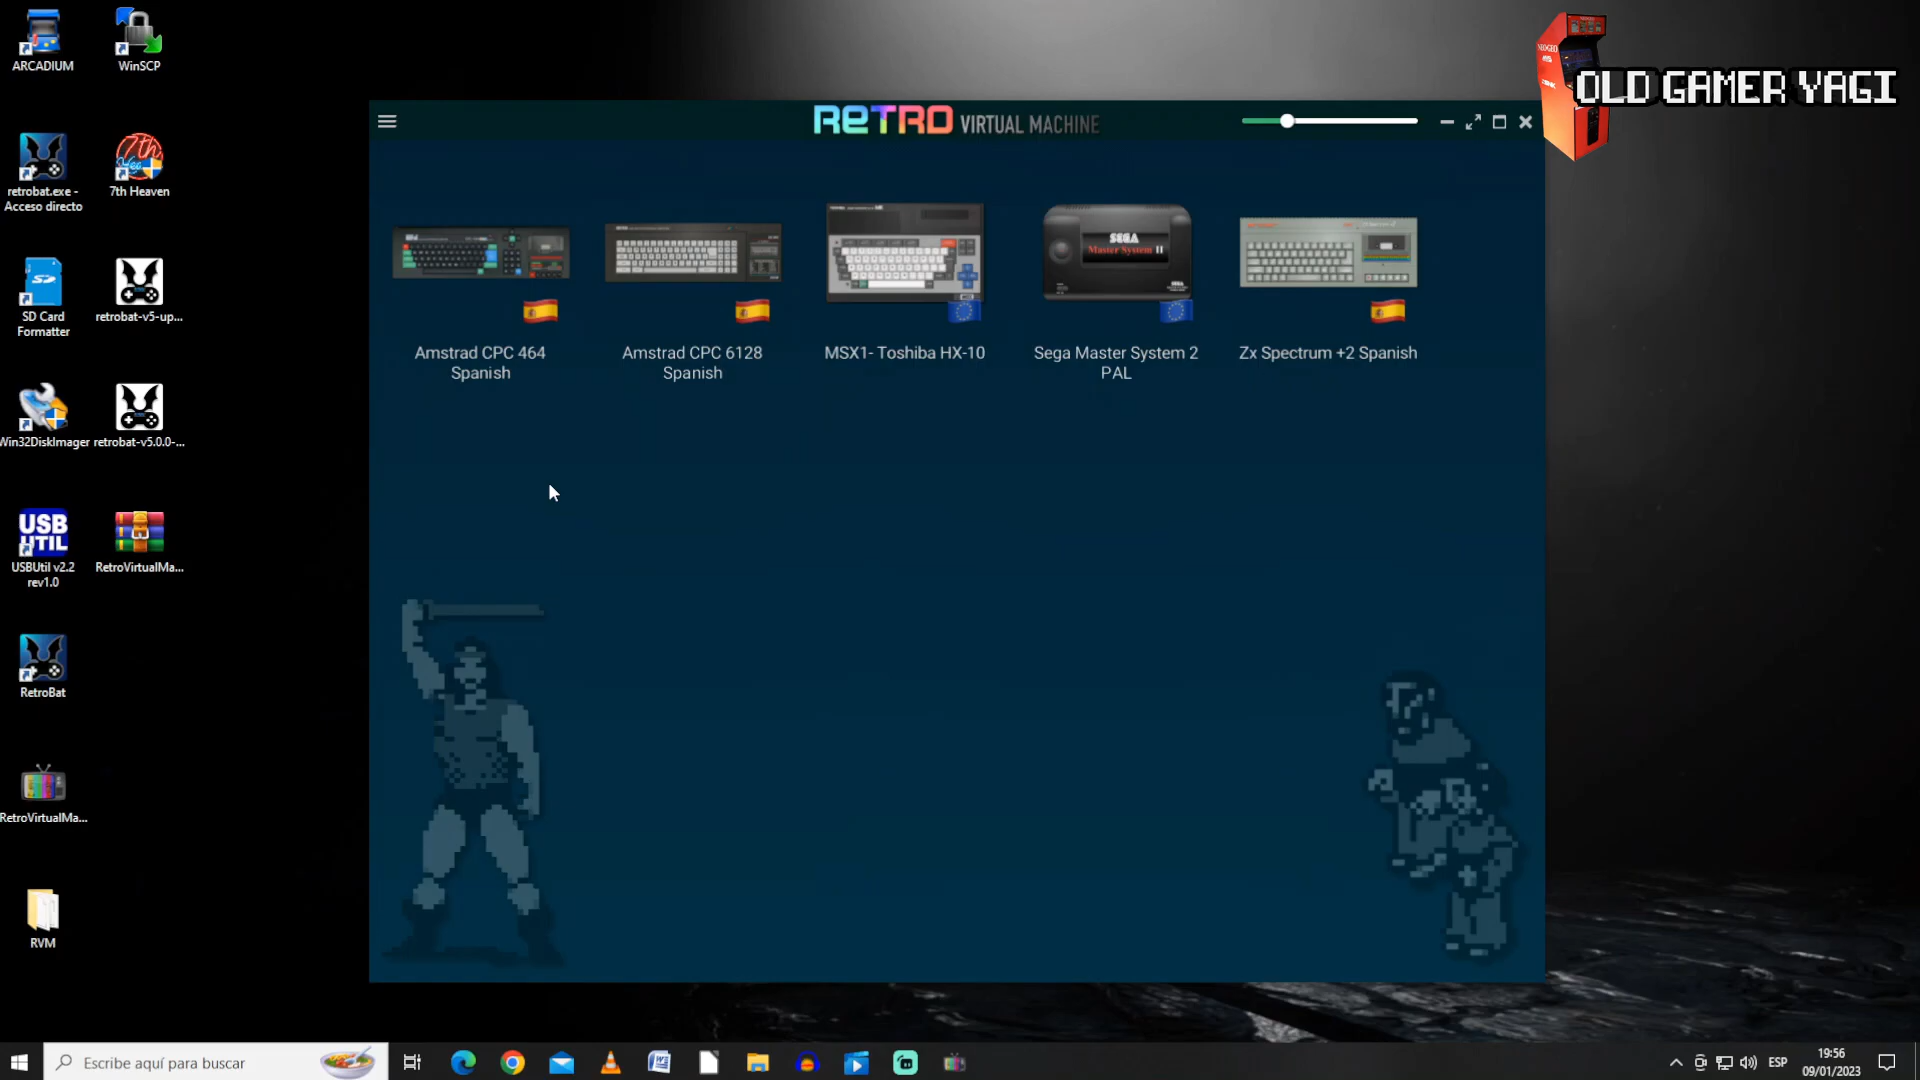 ARCADIUM
WinSCP
OLD GAMER YAGI
RETRO VIRTUAL MACHINE
retrobat.exe -
Acceso directo
7th Heaven
SEGA
Master System II
Amstrad CPC 464
Spanish
Amstrad CPC 6128
Spanish
MSX1- Toshiba HX-10
Sega Master System 2
PAL
Zx Spectrum +2 Spanish
SD Card
Formatter
retrobat-v5-up...
Win32DiskImager
retrobat-v5.0.0-...
USB
UTIL
USBUtil v2.2
rev1.0
RetroVirtualMa...
RetroBat
RetroVirtualMa...
RVM
Escribe aquí para buscar
ESP
19:56
09/01/2023